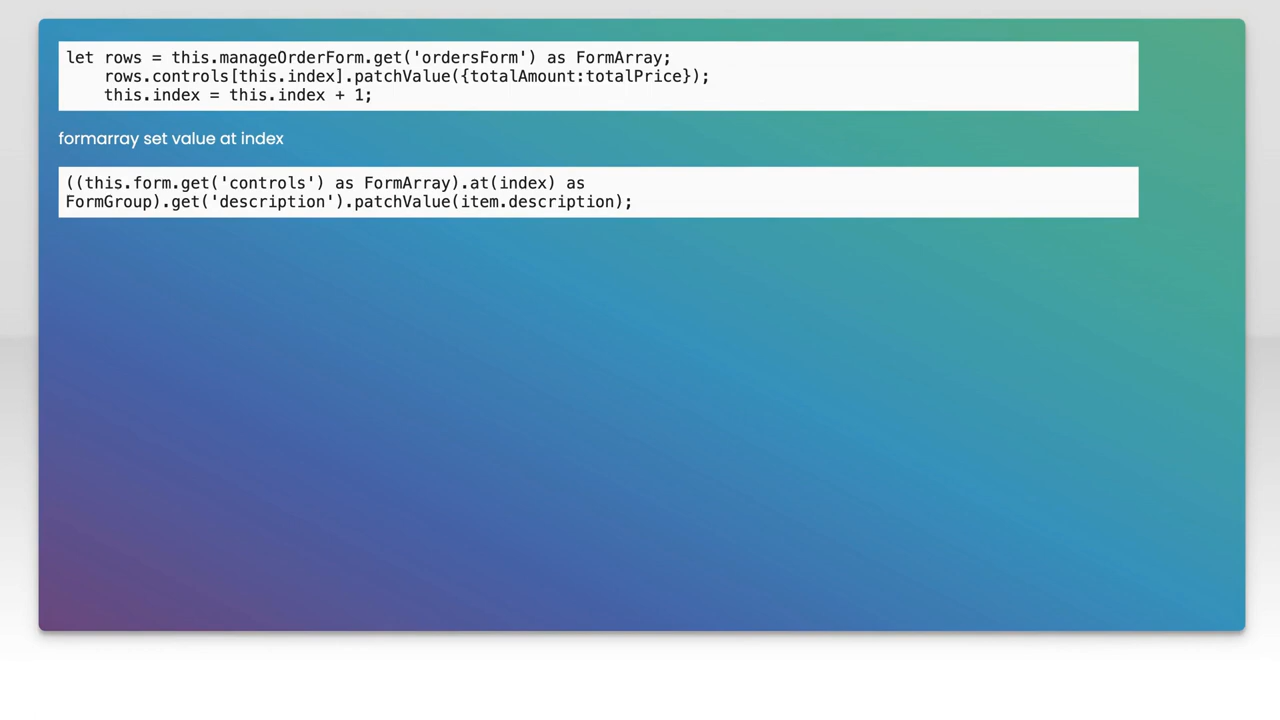 let rows = this.manageOrderForm.get('ordersForm') as FormArray;
    rows.controls[this.index].patchValue({totalAmount:totalPrice});
    this.index = this.index + 1;
formarray set value at index
((this.form.get('controls') as FormArray).at(index) as
FormGroup).get('description').patchValue(item.description);